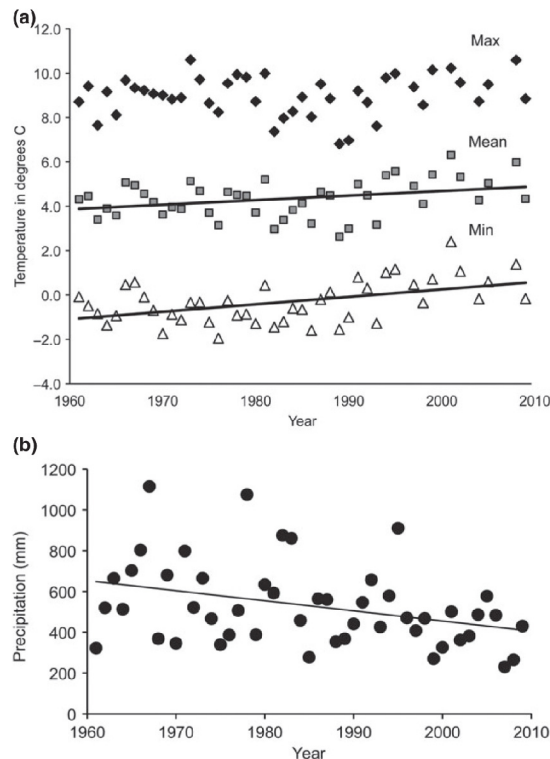 (a)
12.0
10.0
8.0
6.0
4.0
2.0
0.0
−2.0
−4.0
Temperature in degrees C
Max
Mean
Min
1960 1970 1980 1990 2000 2010
Year
(b)
1200
1000
800
600
400
200
0
Precipitation (mm)
1960 1970 1980 1990 2000 2010
Year